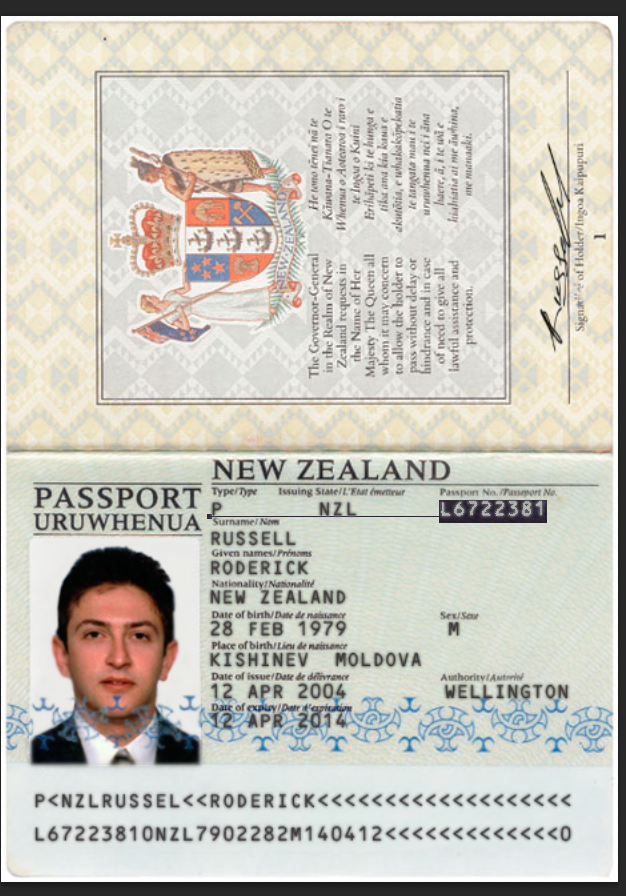 NEW ZEALAND
The Governor-General
in the Realm of New
Zealand requests in
the Name of Her
Majesty The Queen all
whom it may concern
to allow the holder to
pass without delay or
hindrance and in case
of need to give all
lawful assistance and
protection.
He tono tēnei nā te
Kāwana-Tianara O te
Whenua o Aotearoa i raro i
te Ingoa o Kuini
Erihāpeti ki te hunga e
tika ana kia kaua e
akutōtia, e whakakōpekatia
te tangata nau i te
uruwhenua nei i āna
haere, ā, i te wā e
hiahiatia ai me āwhina,
me manaaki.
Russell
Signature of Holder/Ingoa Kaipupuri
1
NEW ZEALAND
PASSPORT
URUWHENUA
Type/Type Issuing State/L'Etat émetteur Passport No./Passeport No.
P NZL L6722381
Surname/Nom
RUSSELL
Given names/Prénoms
RODERICK
Nationality/Nationalité
NEW ZEALAND
Date of birth/Date de naissance Sex/Sexe
28 FEB 1979 M
Place of birth/Lieu de naissance
KISHINEV MOLDOVA
Date of issue/Date de délivrance Authority/Autorité
12 APR 2004 WELLINGTON
Date of expiry/Date d'expiration
12 APR 2014
P<NZLRUSSEL<<RODERICK<<<<<<<<<<<<<<<<<<<
L67223810NZL7902282M140412<<<<<<<<<<<<<0